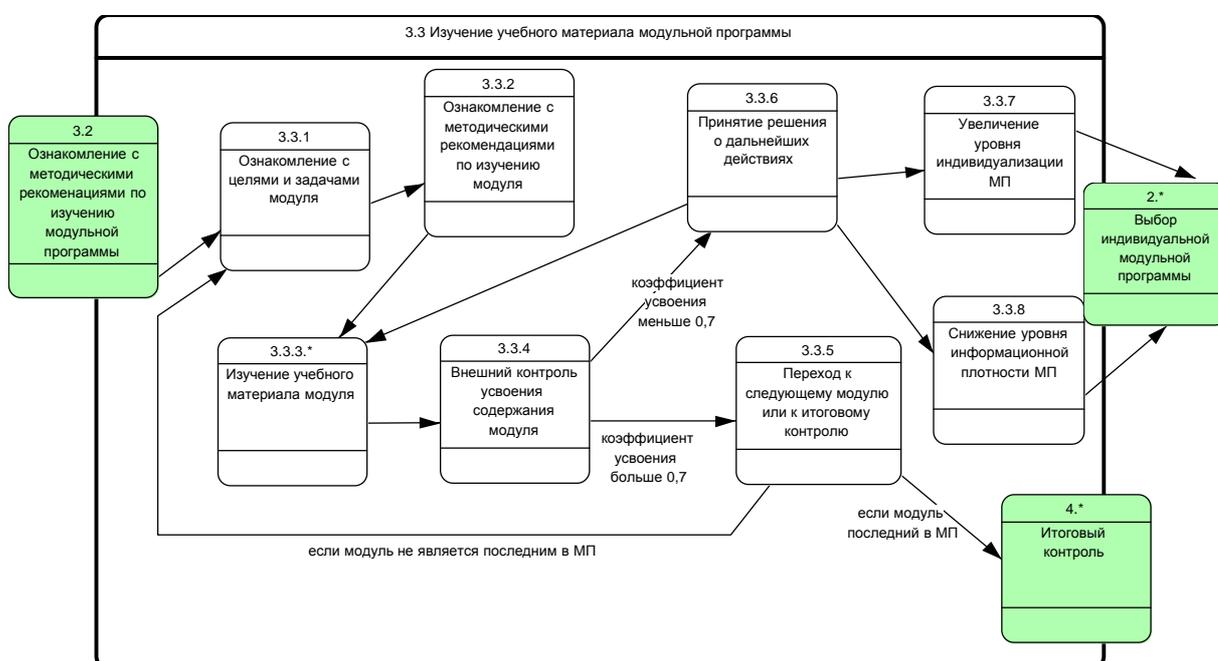 3.3 Изучение учебного материала модульной программы
3.2
Ознакомление с
методическими
рекоменациями по
изучению
модульной
программы
3.3.1
Ознакомление с
целями и задачами
модуля
3.3.2
Ознакомление с
методическими
рекомендациями
по изучению
модуля
3.3.6
Принятие решения
о дальнейших
действиях
3.3.7
Увеличение
уровня
индивидуализации
МП
2.*
Выбор
индивидуальной
модульной
программы
коэффициент
усвоения
меньше 0,7
3.3.8
Снижение уровня
информационной
плотности МП
3.3.3.*
Изучение учебного
материала модуля
3.3.4
Внешний контроль
усвоения
содержания
модуля
3.3.5
Переход к
следующему модулю
или к итоговому
контролю
коэффициент
усвоения
больше 0,7
если модуль
последний в МП
4.*
Итоговый
контроль
если модуль не является последним в МП